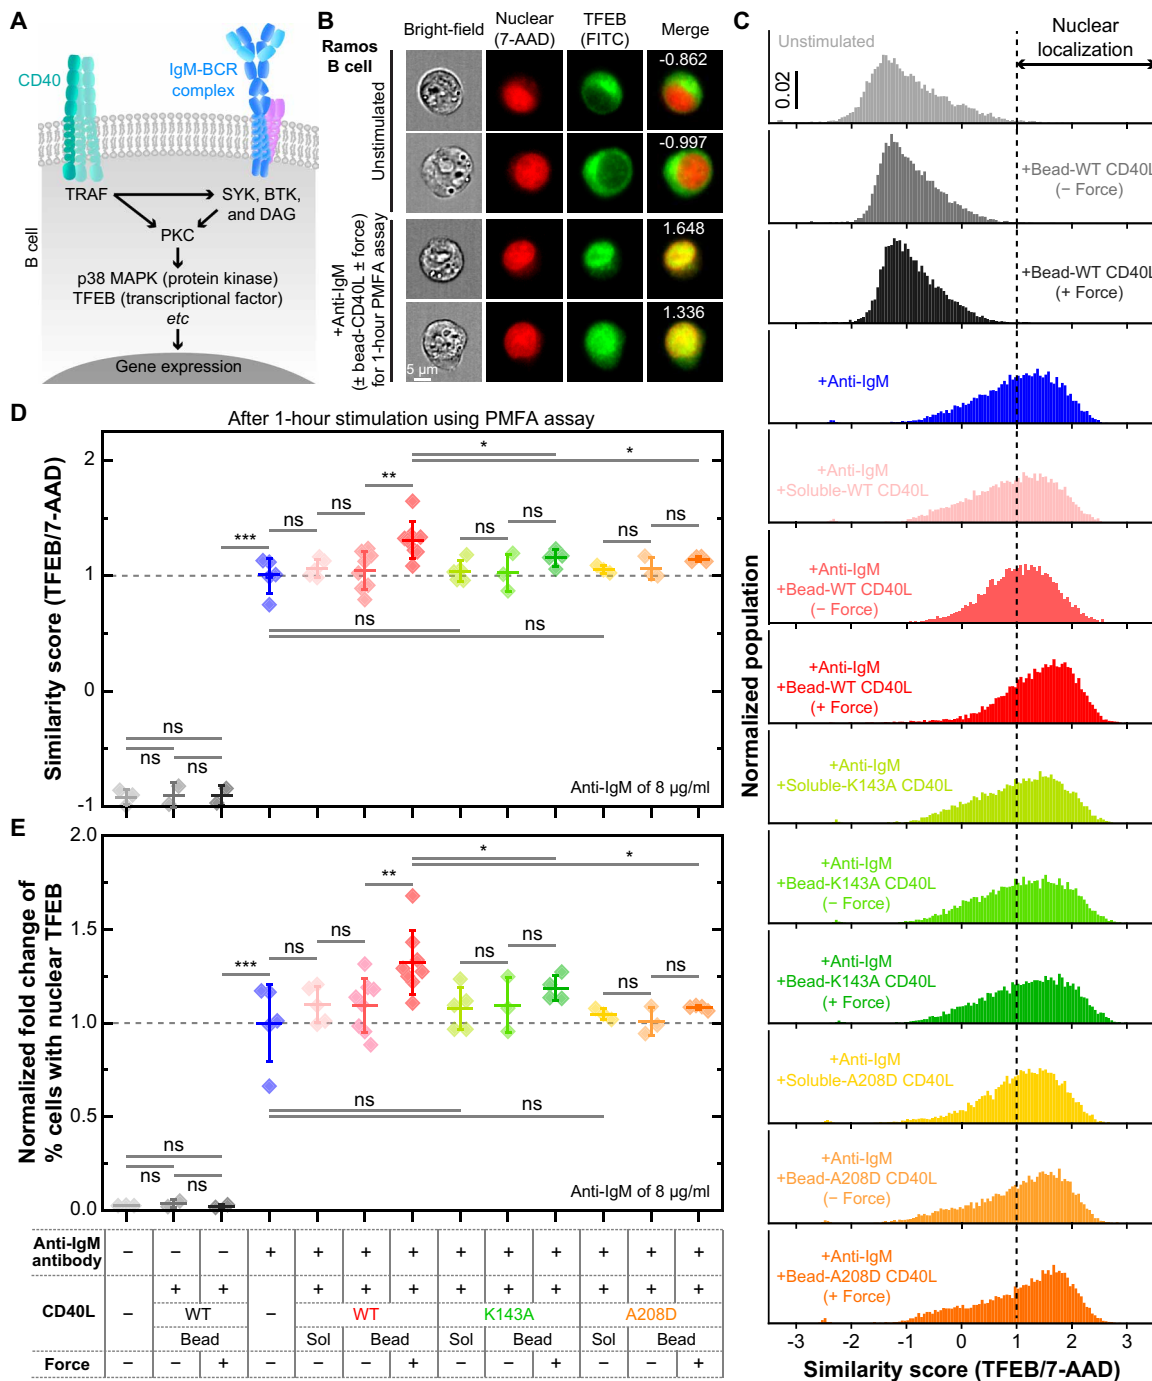 A
CD40
IgM-BCR
complex
TRAF
SYK, BTK,
and DAG
PKC
p38 MAPK (protein kinase)
TFEB (transcriptional factor)
etc
Gene expression
B cell
B
Bright-field
Nuclear
(7-AAD)
TFEB
(FITC)
Merge
Ramos
B cell
Unstimulated
-0.862
-0.997
+Anti-IgM
(± bead-CD40L ± force)
for 1-hour PMFA assay
1.648
1.336
5 µm
C
Nuclear
localization
Unstimulated
0.02
+Bead-WT CD40L
(− Force)
+Bead-WT CD40L
(+ Force)
+Anti-IgM
+Anti-IgM
+Soluble-WT CD40L
+Anti-IgM
+Bead-WT CD40L
(− Force)
+Anti-IgM
+Bead-WT CD40L
(+ Force)
+Anti-IgM
+Soluble-K143A CD40L
+Anti-IgM
+Bead-K143A CD40L
(− Force)
+Anti-IgM
+Bead-K143A CD40L
(+ Force)
+Anti-IgM
+Soluble-A208D CD40L
+Anti-IgM
+Bead-A208D CD40L
(− Force)
+Anti-IgM
+Bead-A208D CD40L
(+ Force)
Normalized population
-3 -2 -1 0 1 2 3
Similarity score (TFEB/7-AAD)
D
After 1-hour stimulation using PMFA assay
Similarity score (TFEB/7-AAD)
2
1
0
-1
* *
**
ns ns ns ns ns ns
***
ns ns
ns
ns ns
Anti-IgM of 8 µg/ml
E
Normalized fold change of
% cells with nuclear TFEB
2.0
1.5
1.0
0.5
0.0
* *
**
ns ns ns ns ns ns
***
ns ns
ns
ns ns
Anti-IgM of 8 µg/ml
Anti-IgM
antibody
− − − + + + + + + + + + +
CD40L
− + + − + + + + + + + + +
WT WT K143A A208D
Bead Sol Bead Sol Bead Sol Bead
Force
− − + − − − + − − + − − +